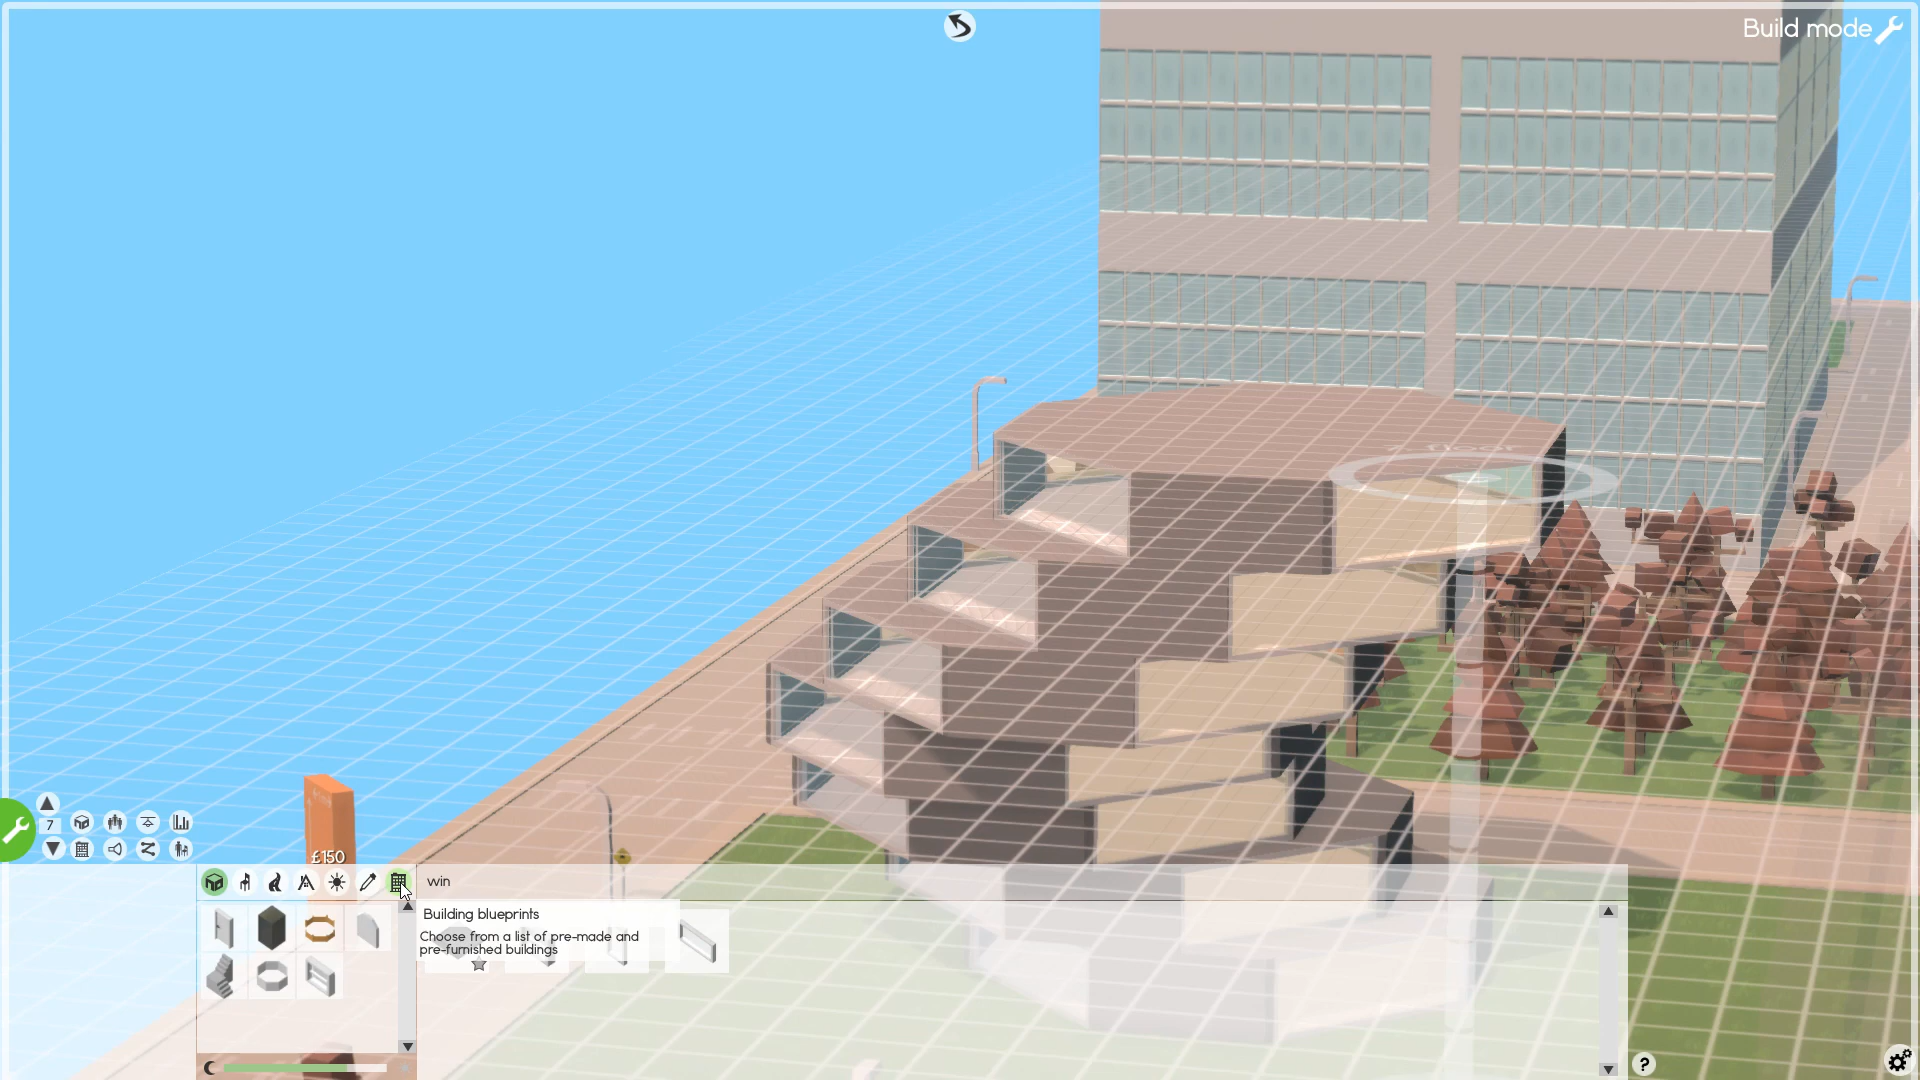 Build mode
7
£150
win
Building blueprints
Choose from a list of pre-made and
pre-furnished buildings
?